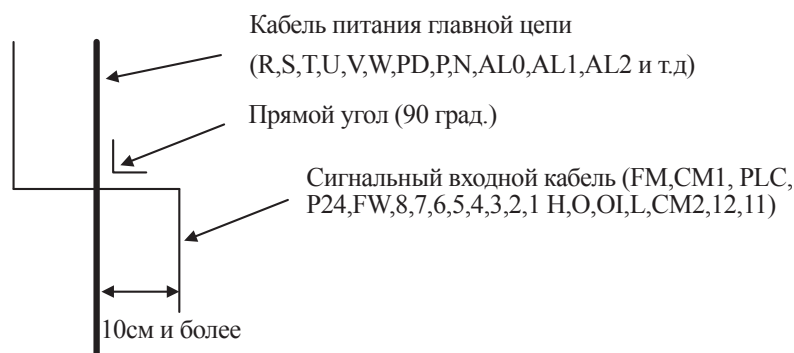 Кабель питания главной цепи
(R,S,T,U,V,W,PD,P,N,AL0,AL1,AL2 и т.д)
Прямой угол (90 град.)
Сигнальный входной кабель (FM,CM1, PLC,
P24,FW,8,7,6,5,4,3,2,1 H,O,OI,L,CM2,12,11)
10см и более